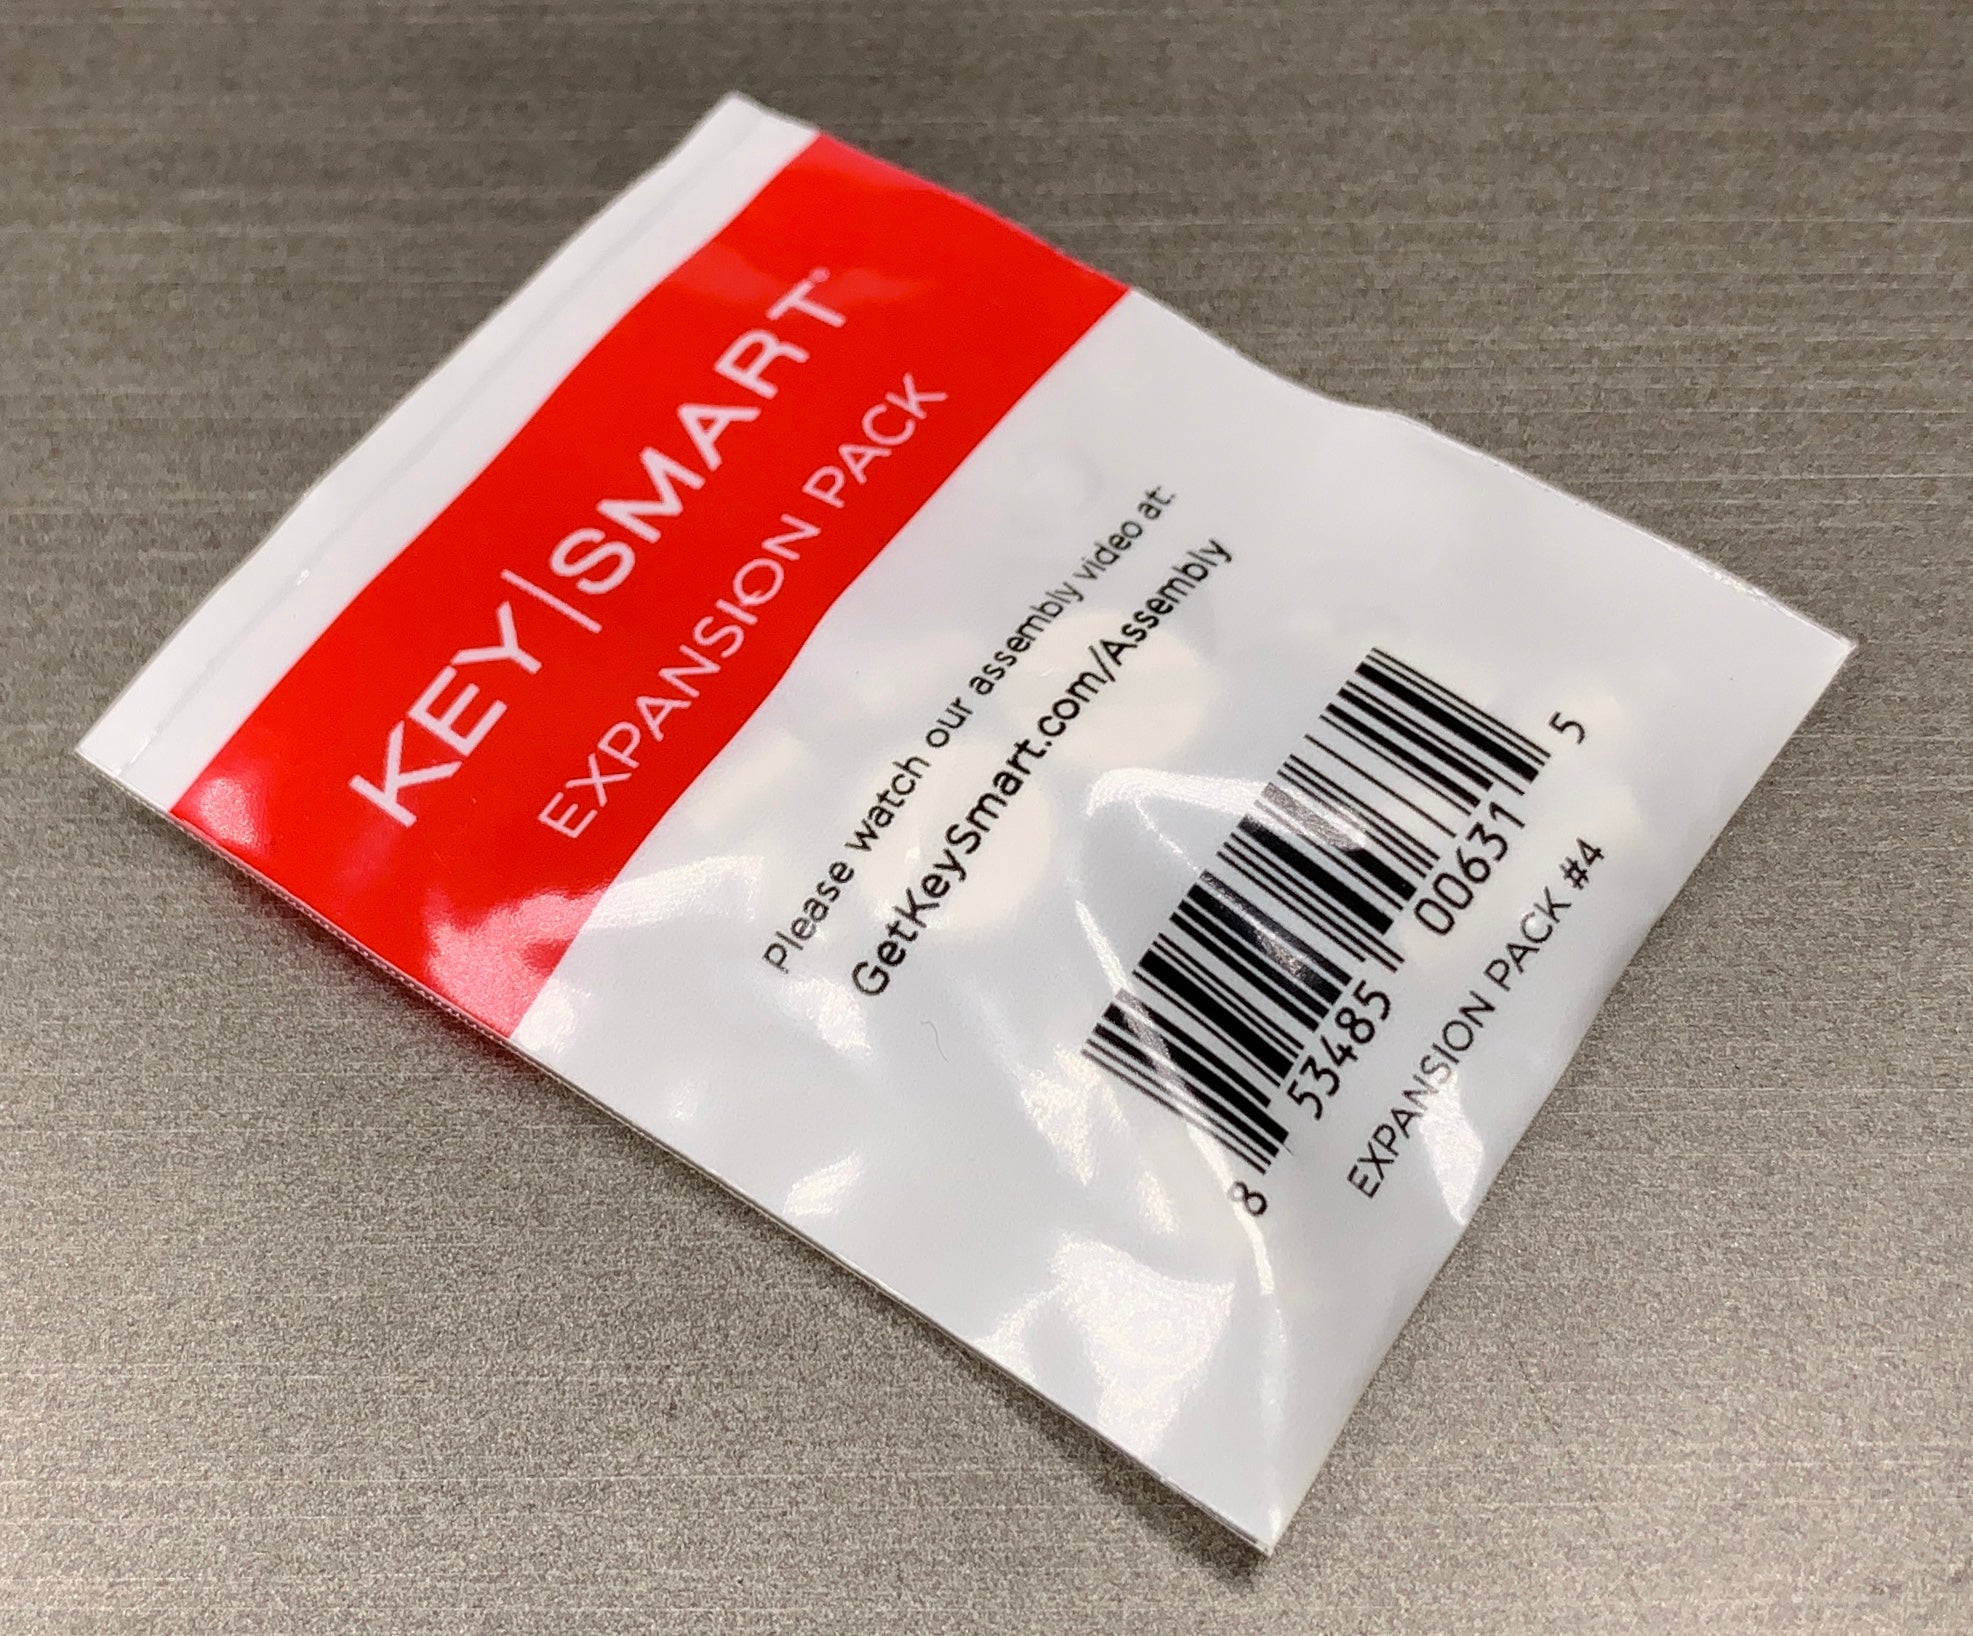 KEY|SMART®
EXPANSION PACK
Please watch our assembly video at:
GetKeySmart.com/Assembly
8 53485 00631 5
EXPANSION PACK #4